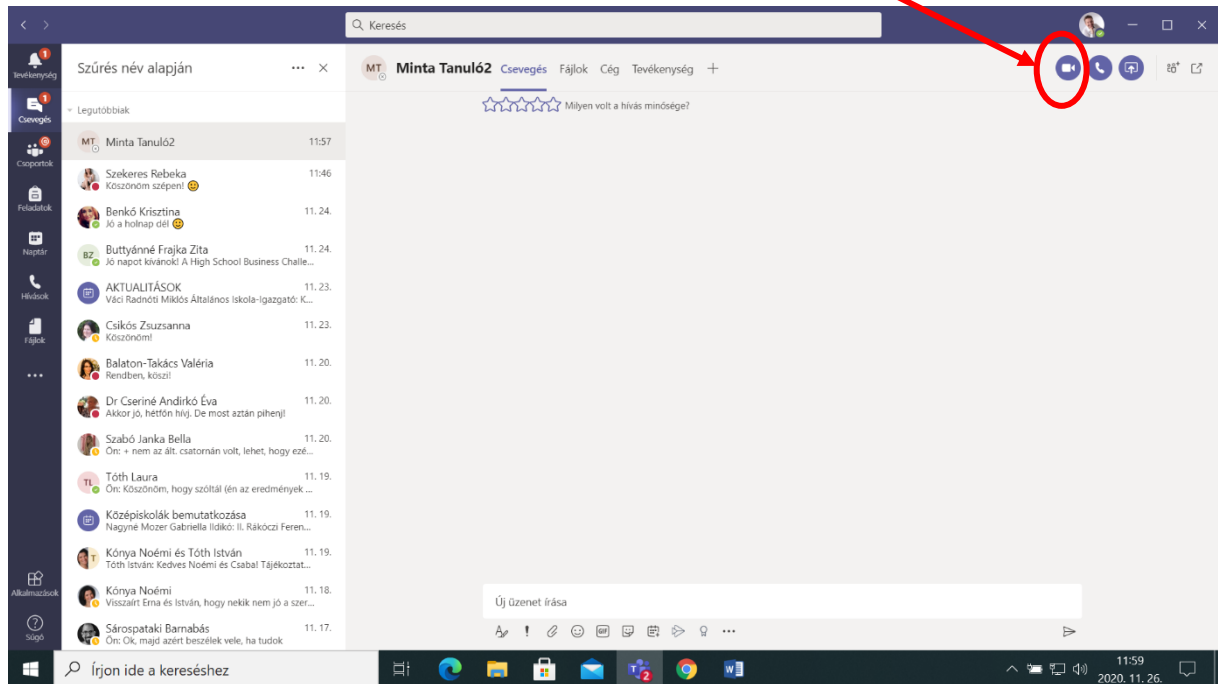 Keresés
Tevékenység
1
Csevegés
1
Csoportok
Feladatok
Naptár
Hívások
Fájlok
Alkalmazások
Súgó
Szűrés név alapján
Legutóbbiak
MT Minta Tanuló2 11:57
Szekeres Rebeka 11:46
Köszönöm szépen!
Benkó Krisztina 11. 24.
Jó a holnap dél
BZ Buttyánné Frajka Zita 11. 24.
Jó napot kívánok! A High School Business Challe...
AKTUALITÁSOK 11. 23.
Váci Radnóti Miklós Általános Iskola-Igazgató: K...
Csikós Zsuzsanna 11. 23.
Köszönöm!
Balaton-Takács Valéria 11. 20.
Rendben, köszi!
Dr Cseriné Andirkó Éva 11. 20.
Akkor jó, hétfőn hívj. De most aztán pihenj!
Szabó Janka Bella 11. 20.
Ön: + nem az ált. csatornán volt, lehet, hogy ezé...
TL Tóth Laura 11. 19.
Ön: Köszönöm, hogy szóltál (én az eredmények ...
Középiskolák bemutatkozása 11. 19.
Nagyné Mozer Gabriella Ildikó: II. Rákóczi Feren...
T Kónya Noémi és Tóth István 11. 19.
Tóth István: Kedves Noémi és Csaba! Tájékoztat...
Kónya Noémi 11. 18.
Visszaírt Erna és István, hogy nekik nem jó a szer...
Sárospataki Barnabás 11. 17.
Ön: Ok, majd azért beszélek vele, ha tudok
MT Minta Tanuló2 Csevegés Fájlok Cég Tevékenység +
Milyen volt a hívás minősége?
Új üzenet írása
GIF
Írjon ide a kereséshez
T
2
W
11:59
2020. 11. 26.